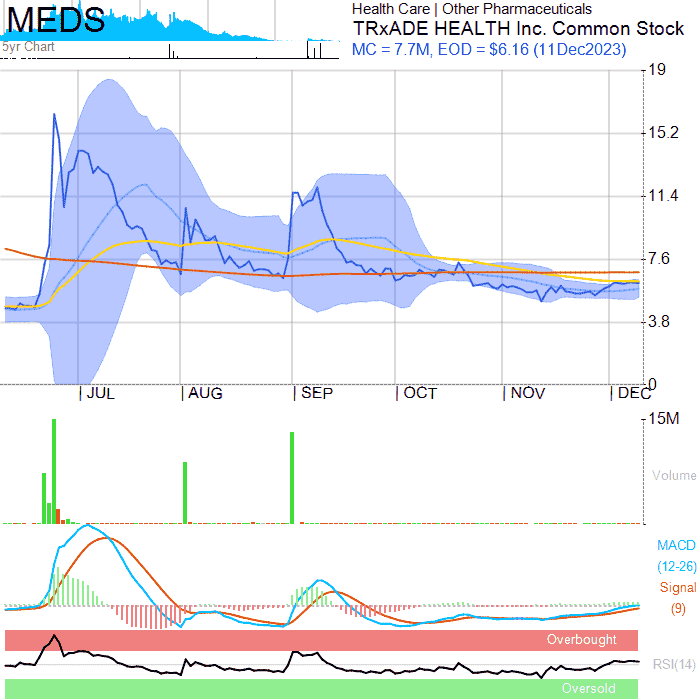 MEDS
5yr Chart
Health Care | Other Pharmaceuticals
TRxADE HEALTH Inc. Common Stock
MC = 7.7M, EOD = $6.16 (11Dec2023)
19
15.2
11.4
7.6
3.8
0
| JUL | AUG | SEP | OCT | NOV | DEC
15M
Volume
MACD
(12-26)
Signal
(9)
Overbought
RSI(14)
Oversold